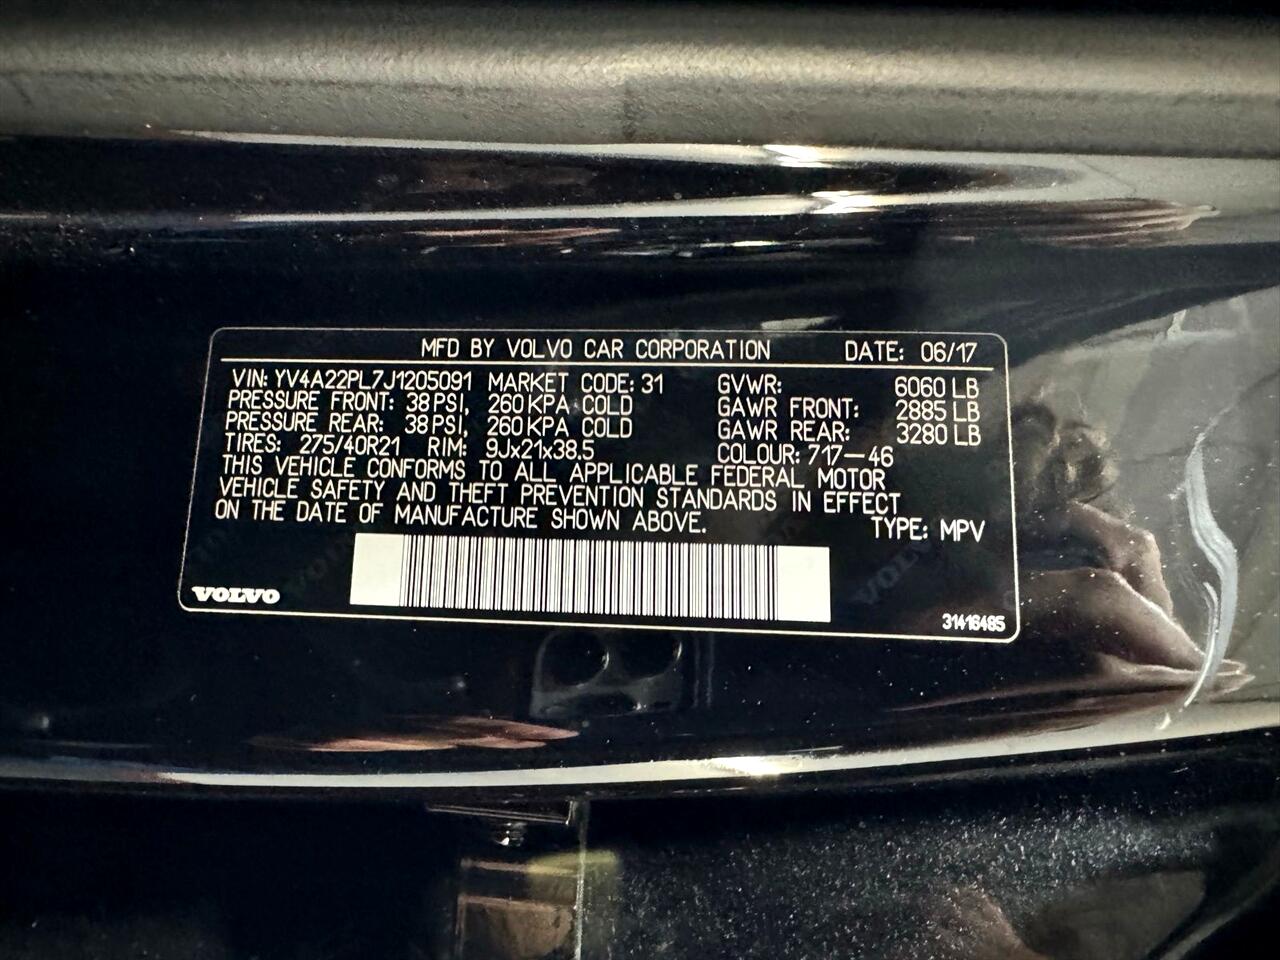 MFD BY VOLVO CAR CORPORATION DATE: 06/17
VIN: YV4A22PL7J1205091 MARKET CODE: 31 GVWR: 6060 LB
PRESSURE FRONT: 38 PSI, 260 KPA COLD GAWR FRONT: 2885 LB
PRESSURE REAR: 38 PSI, 260 KPA COLD GAWR REAR: 3280 LB
TIRES: 275/40R21 RIM: 9Jx21x38.5 COLOUR: 717-46
THIS VEHICLE CONFORMS TO ALL APPLICABLE FEDERAL MOTOR
VEHICLE SAFETY AND THEFT PREVENTION STANDARDS IN EFFECT
ON THE DATE OF MANUFACTURE SHOWN ABOVE. TYPE: MPV
VOLVO 31416485